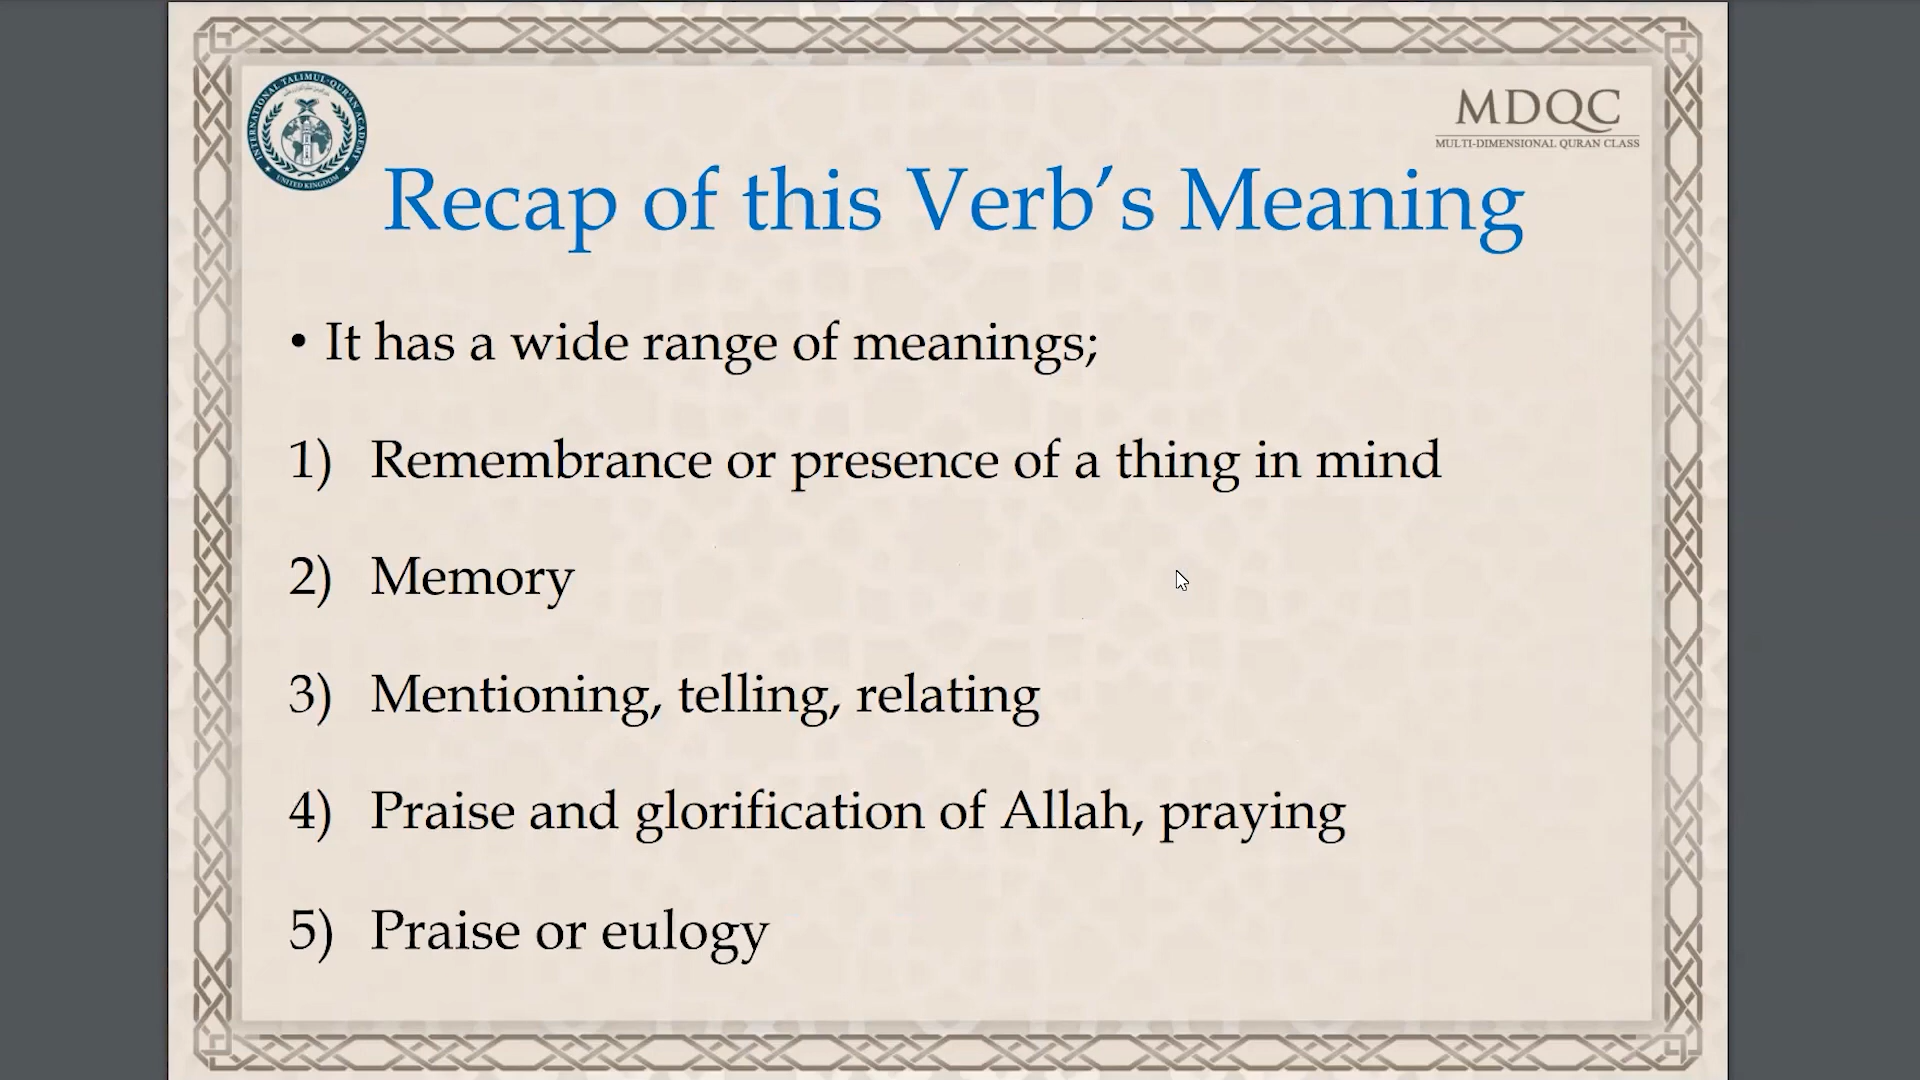 INTERNATIONAL TALIMUL-QUR'AN ACADEMY
UNITED KINGDOM
MDQC
MULTI-DIMENSIONAL QURAN CLASS
Recap of this Verb’s Meaning
• It has a wide range of meanings;
1) Remembrance or presence of a thing in mind
2) Memory
3) Mentioning, telling, relating
4) Praise and glorification of Allah, praying
5) Praise or eulogy